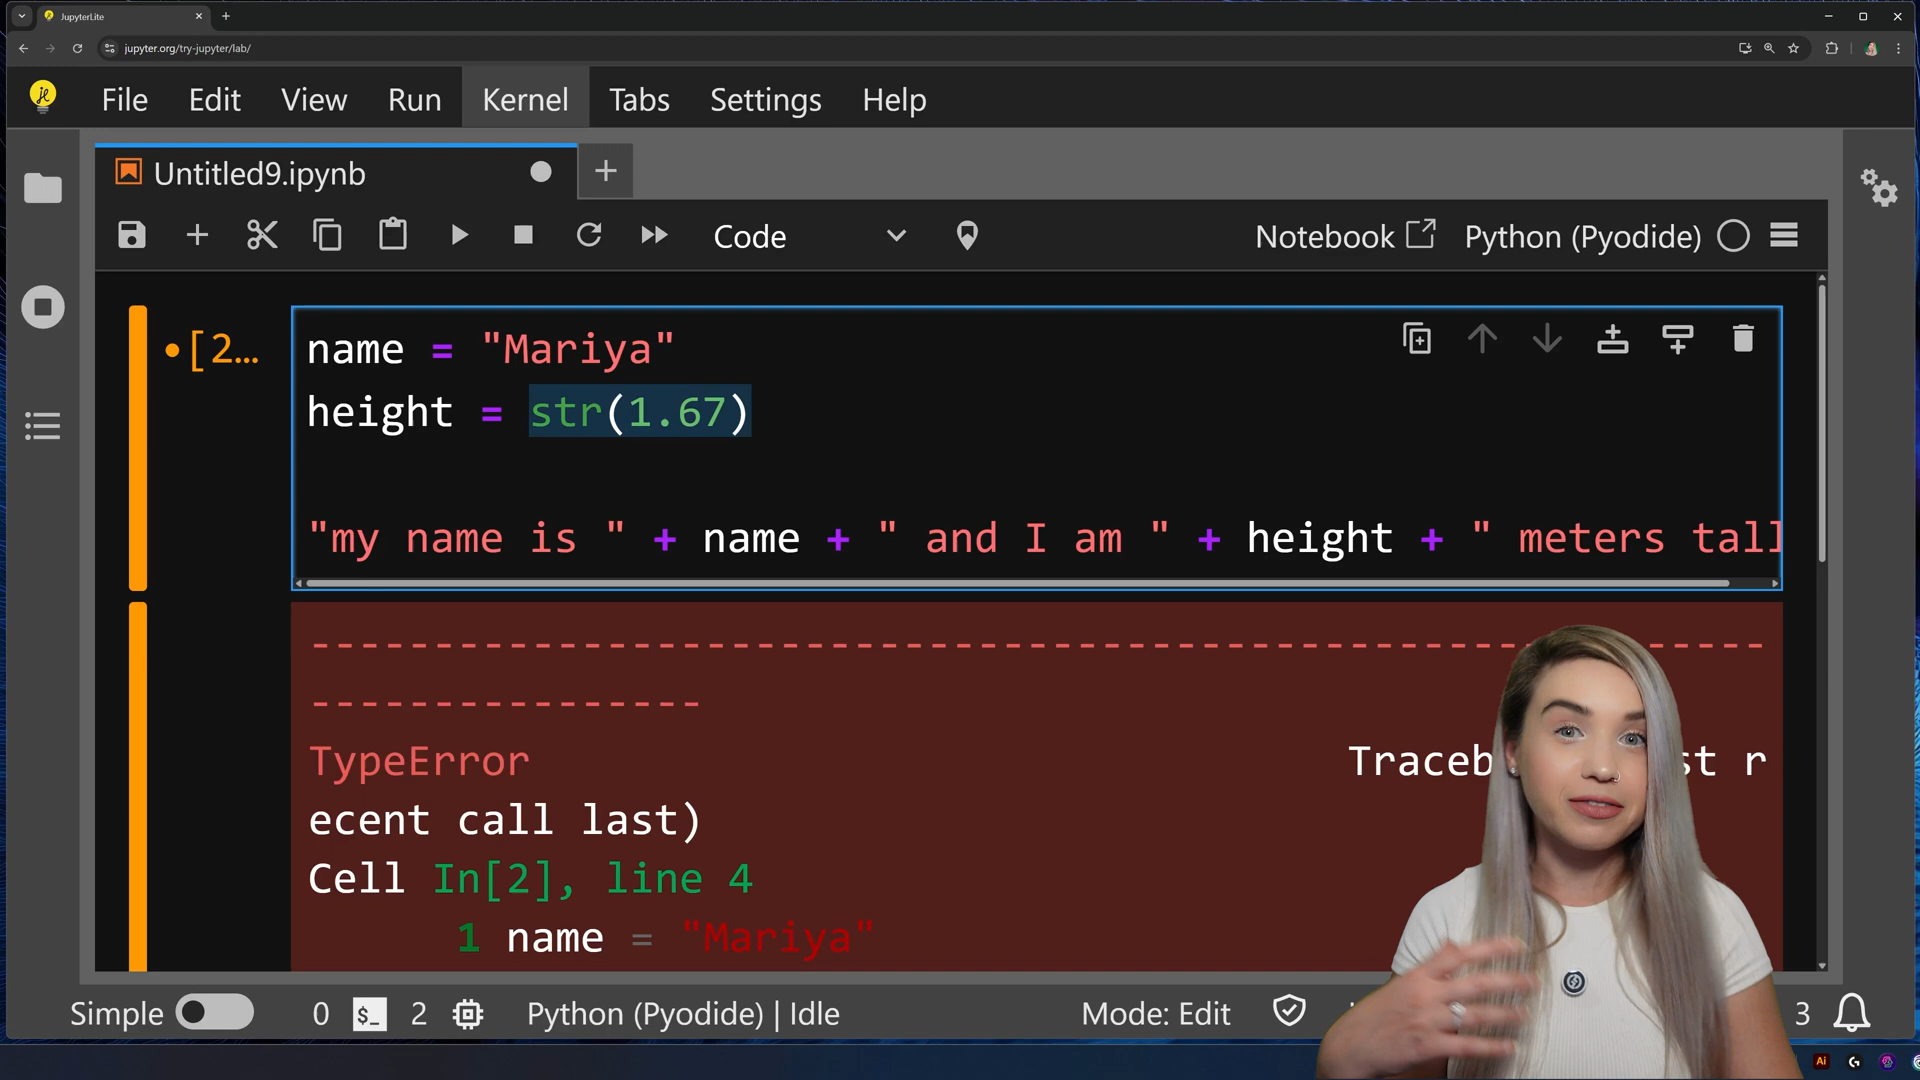 JupyterLite
jupyter.org/try-jupyter/lab/
File Edit View Run Kernel Tabs Settings Help
Untitled9.ipynb
Code
Notebook
Python (Pyodide)
[2…
name = "Mariya"
height = str(1.67)
"my name is " + name + " and I am " + height + " meters tall
--------------------------------------------------------
----------------
TypeError
Traceb st r
ecent call last)
Cell In[2], line 4
1 name = "Mariya"
Simple 0 $_ 2 Python (Pyodide) | Idle Mode: Edit 3
Ai